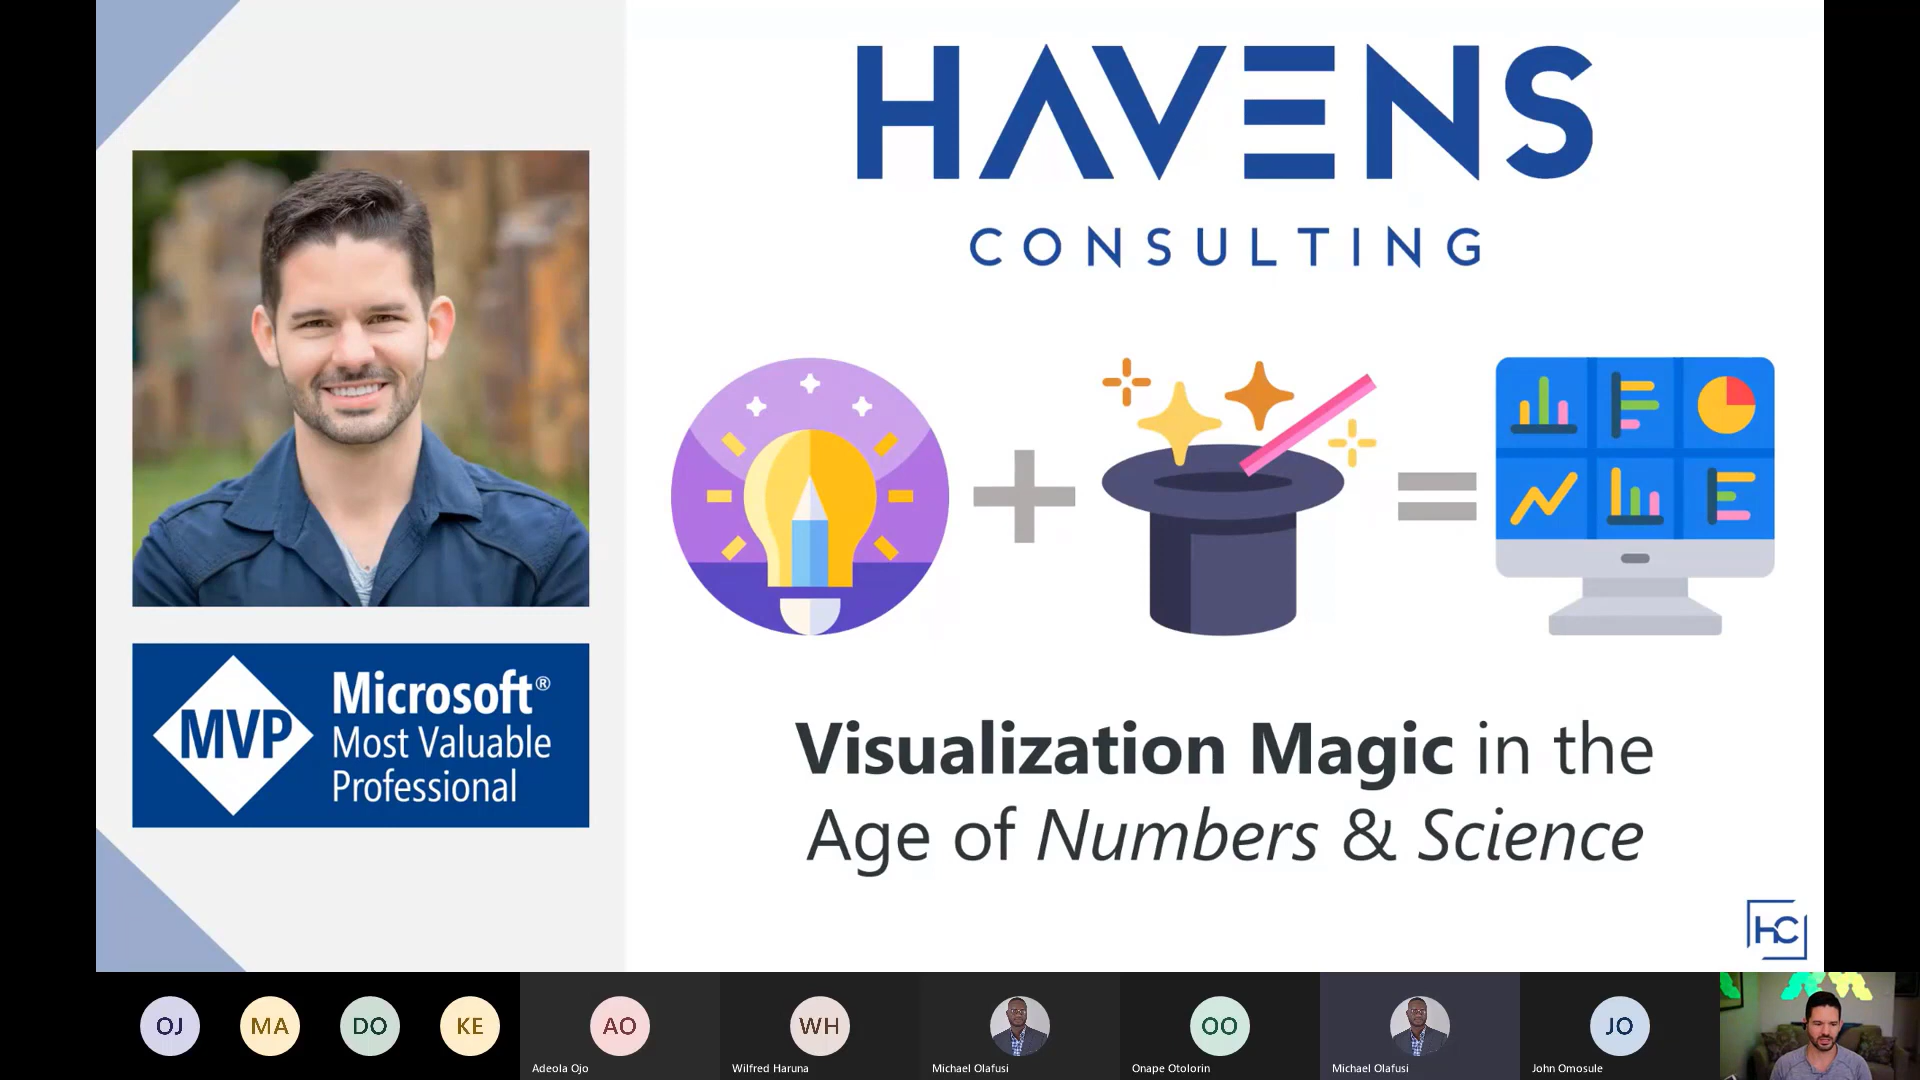 HAVENS
CONSULTING
MVP
Microsoft®
Most Valuable
Professional
Visualization Magic in the
Age of Numbers & Science
HC
OJ
MA
DO
KE
AO
WH
OO
JO
Adeola Ojo
Wilfred Haruna
Michael Olafusi
Onape Otolorin
Michael Olafusi
John Omosule